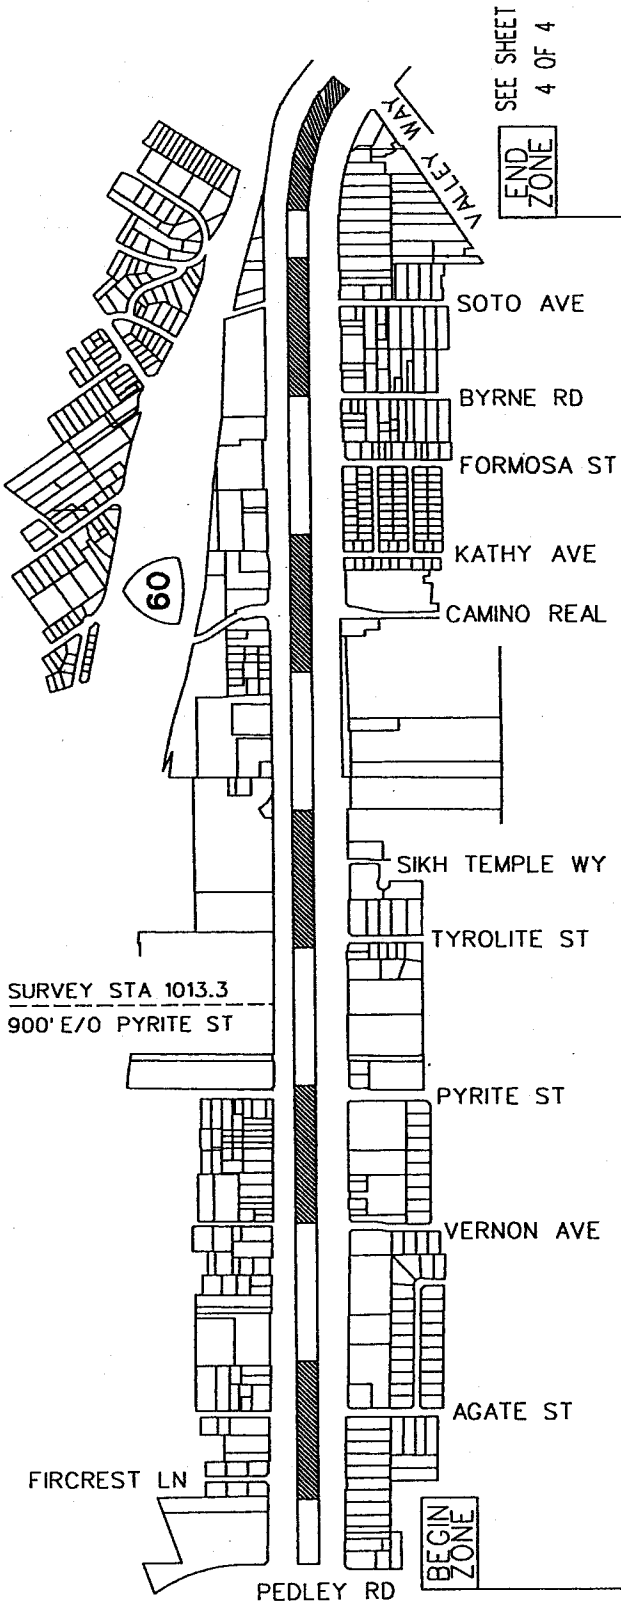 SEE SHEET
4 OF 4
END
ZONE
VALLEY WAY
SOTO AVE
BYRNE RD
FORMOSA ST
KATHY AVE
60
CAMINO REAL
SIKH TEMPLE WY
TYROLITE ST
SURVEY STA 1013.3
900' E/O PYRITE ST
PYRITE ST
VERNON AVE
AGATE ST
FIRCREST LN
BEGIN
ZONE
PEDLEY RD